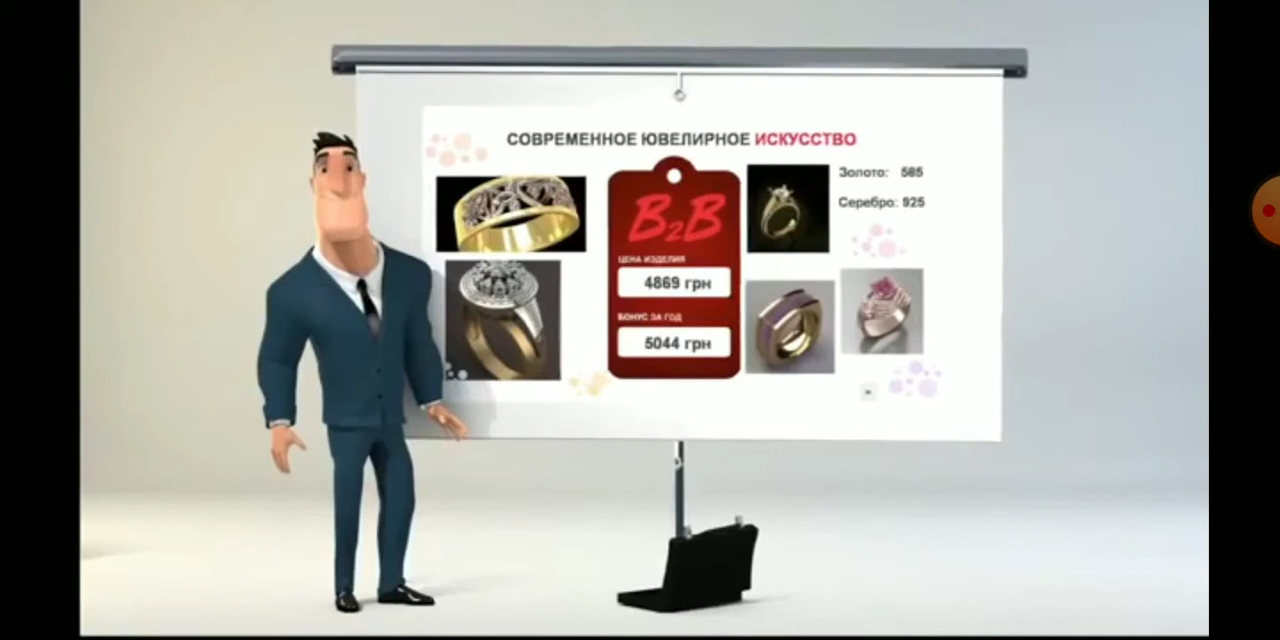 СОВРЕМЕННОЕ ЮВЕЛИРНОЕ ИСКУССТВО
B2B
ЦЕНА ИЗДЕЛИЯ
4869 грн
БОНУС ЗА ГОД
5044 грн
Золото: 585
Серебро: 925